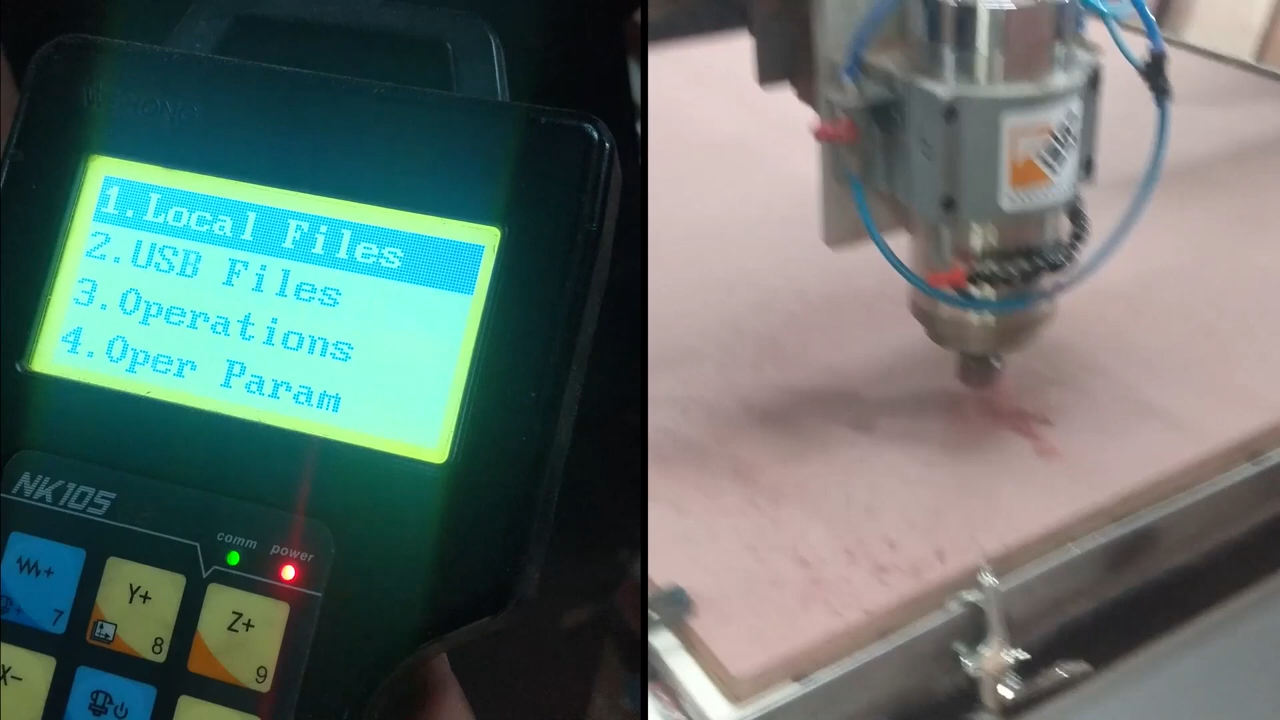 1.Local Files
2.USB Files
3.Operations
4.Oper Param
NK105
comm power
7
Y+
8
Z+
9
X-